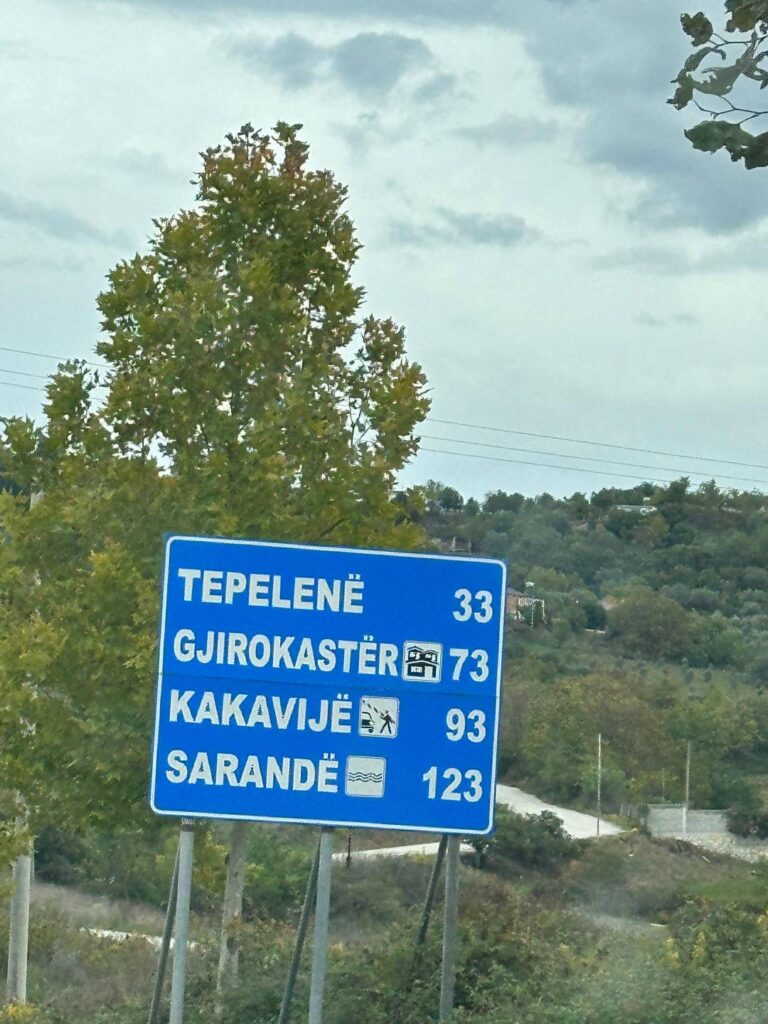 TEPELENË 33
GJIROKASTËR 73
KAKAVIJË 93
SARANDË 123